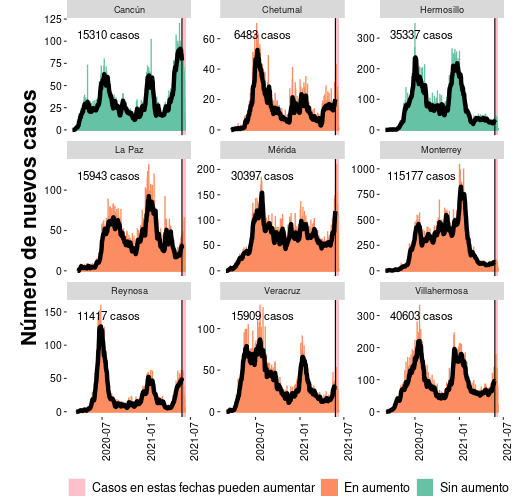 Número de nuevos casos
Cancún
Chetumal
Hermosillo
125
100
75
50
25
0
15310 casos
60
40
20
0
6483 casos
300
200
100
0
35337 casos
La Paz
Mérida
Monterrey
100
50
0
15943 casos
200
150
100
50
0
30397 casos
1000
750
500
250
0
115177 casos
Reynosa
Veracruz
Villahermosa
150
100
50
0
11417 casos
100
50
0
15909 casos
300
200
100
0
40603 casos
2020-07
2021-01
2021-07
2020-07
2021-01
2021-07
2020-07
2021-01
2021-07
Casos en estas fechas pueden aumentar
En aumento
Sin aumento